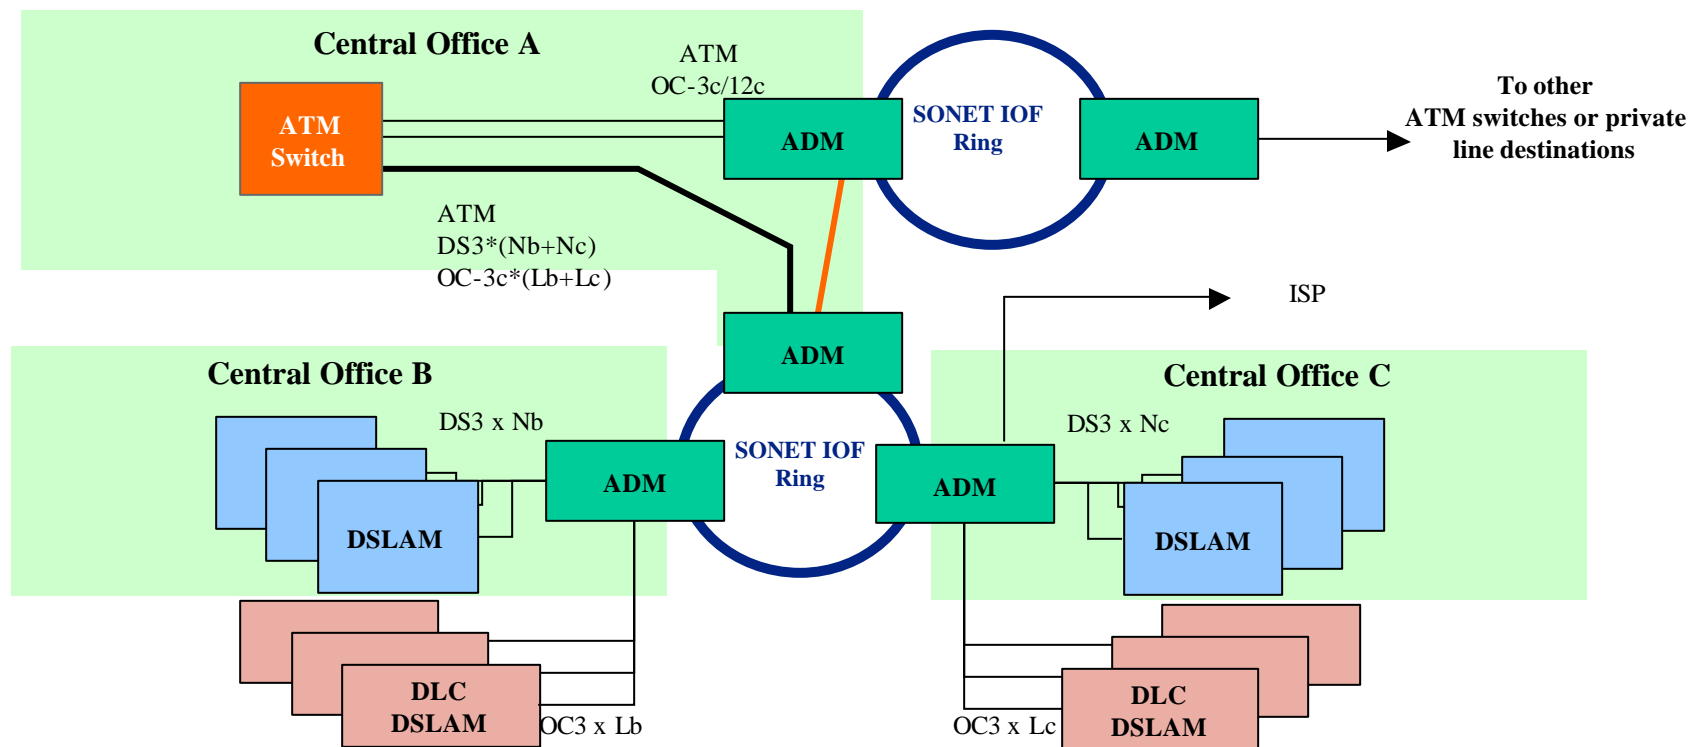 Central Office A
ATM
OC-3c/12c
ATM
Switch
ADM
SONET IOF
Ring
ADM
To other
ATM switches or private
line destinations
ATM
DS3*(Nb+Nc)
OC-3c*(Lb+Lc)
ISP
ADM
Central Office B
Central Office C
DS3 x Nb
DS3 x Nc
SONET IOF
Ring
ADM
ADM
DSLAM
DSLAM
DLC
DSLAM
OC3 x Lb
OC3 x Lc
DLC
DSLAM